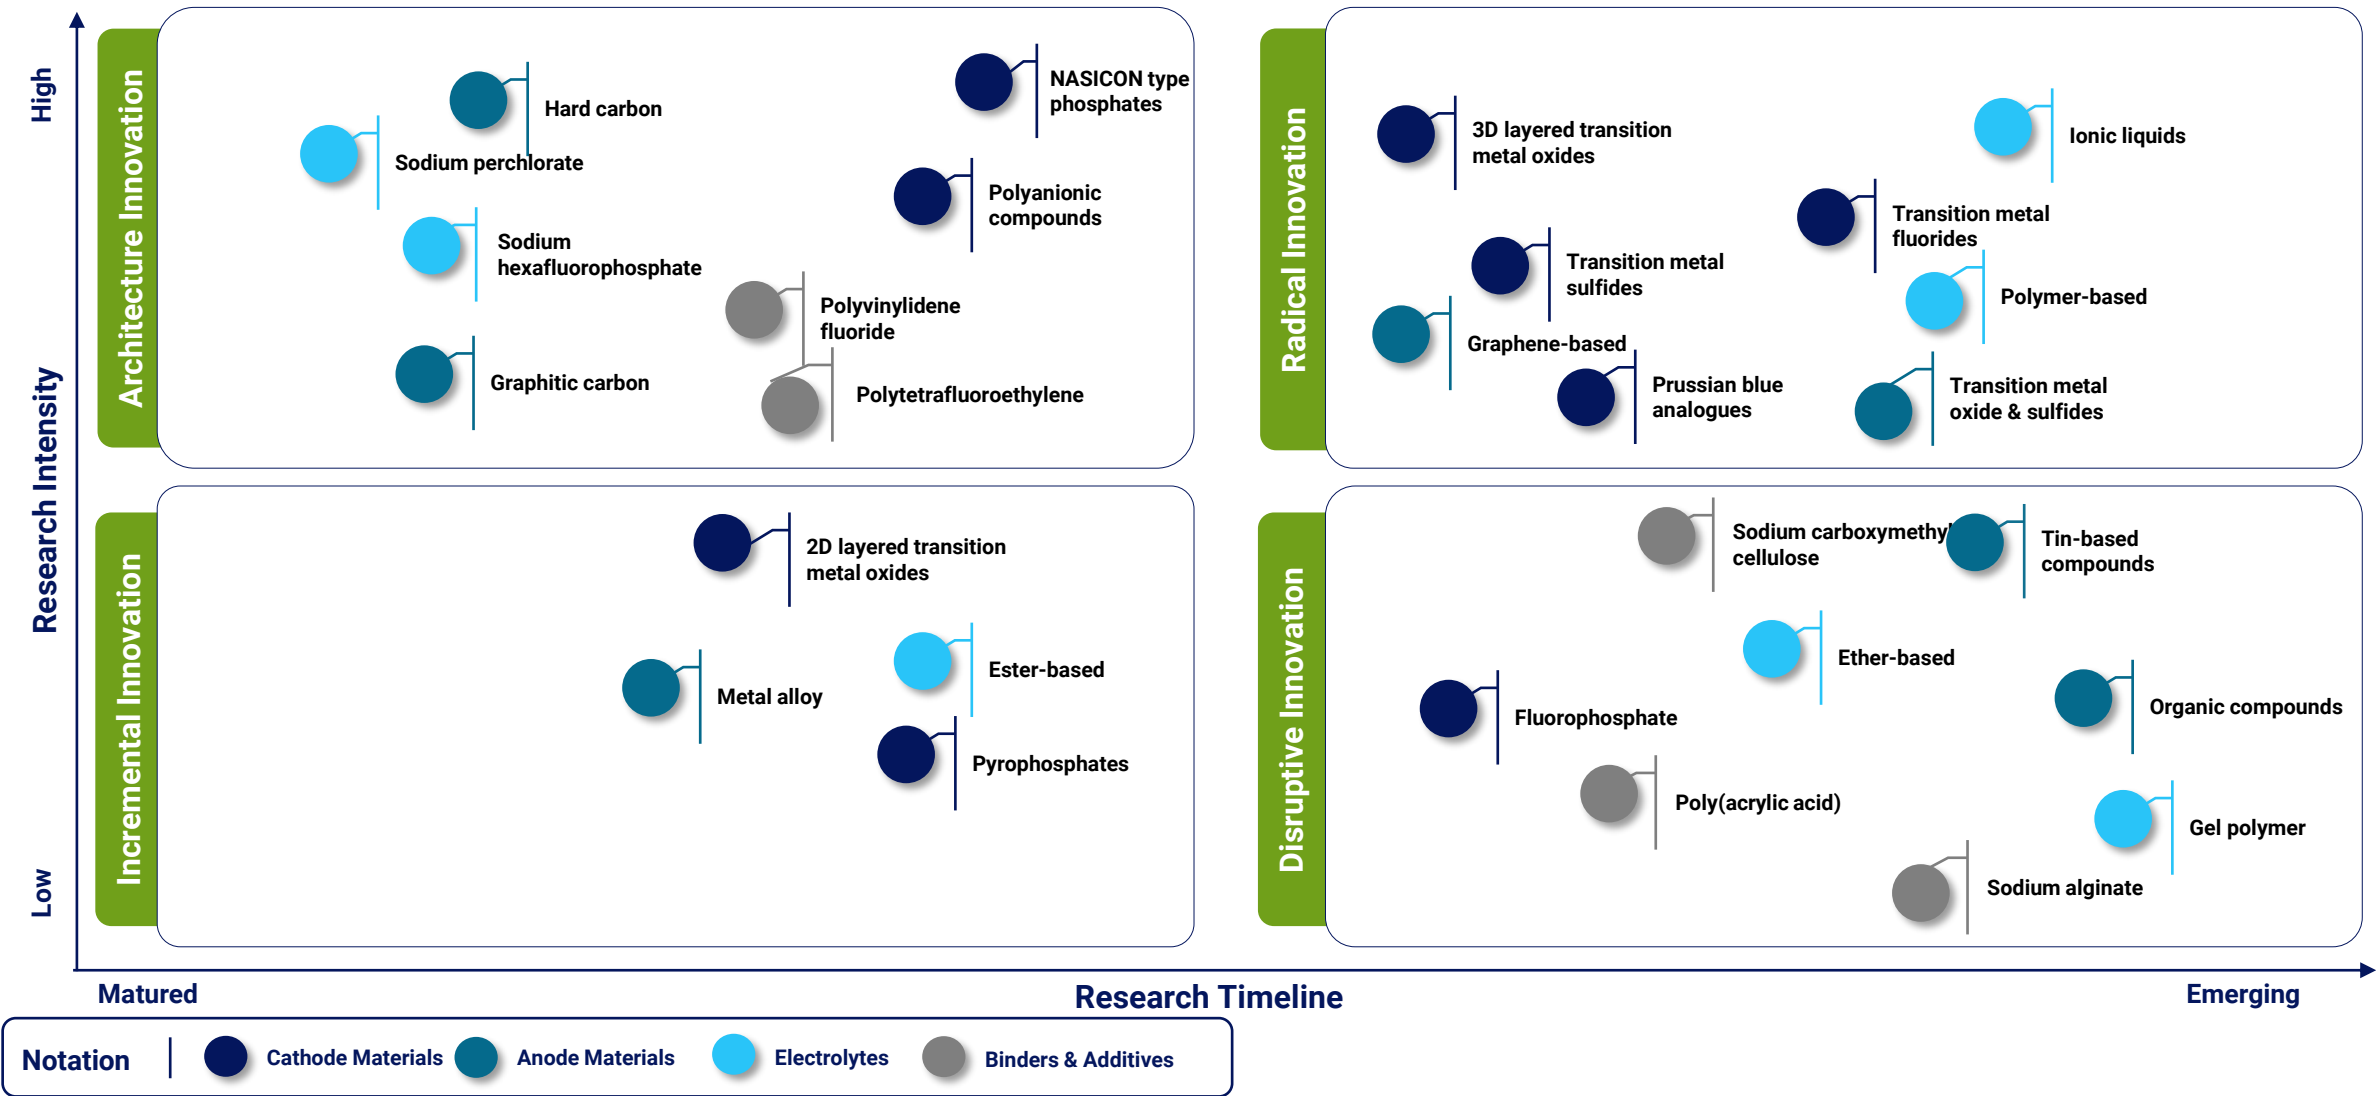 High
Research Intensity
Low
Architecture Innovation
Hard carbon
Sodium perchlorate
Sodium
hexafluorophosphate
Graphitic carbon
NASICON type
phosphates
Polyanionic
compounds
Polyvinylidene
fluoride
Polytetrafluoroethylene
Radical Innovation
3D layered transition
metal oxides
Ionic liquids
Transition metal
fluorides
Transition metal
sulfides
Polymer-based
Graphene-based
Prussian blue
analogues
Transition metal
oxide & sulfides
Incremental Innovation
2D layered transition
metal oxides
Ester-based
Metal alloy
Pyrophosphates
Disruptive Innovation
Sodium carboxymethyl
cellulose
Tin-based
compounds
Ether-based
Organic compounds
Fluorophosphate
Poly(acrylic acid)
Gel polymer
Sodium alginate
Matured
Research Timeline
Emerging
Notation
Cathode Materials
Anode Materials
Electrolytes
Binders & Additives